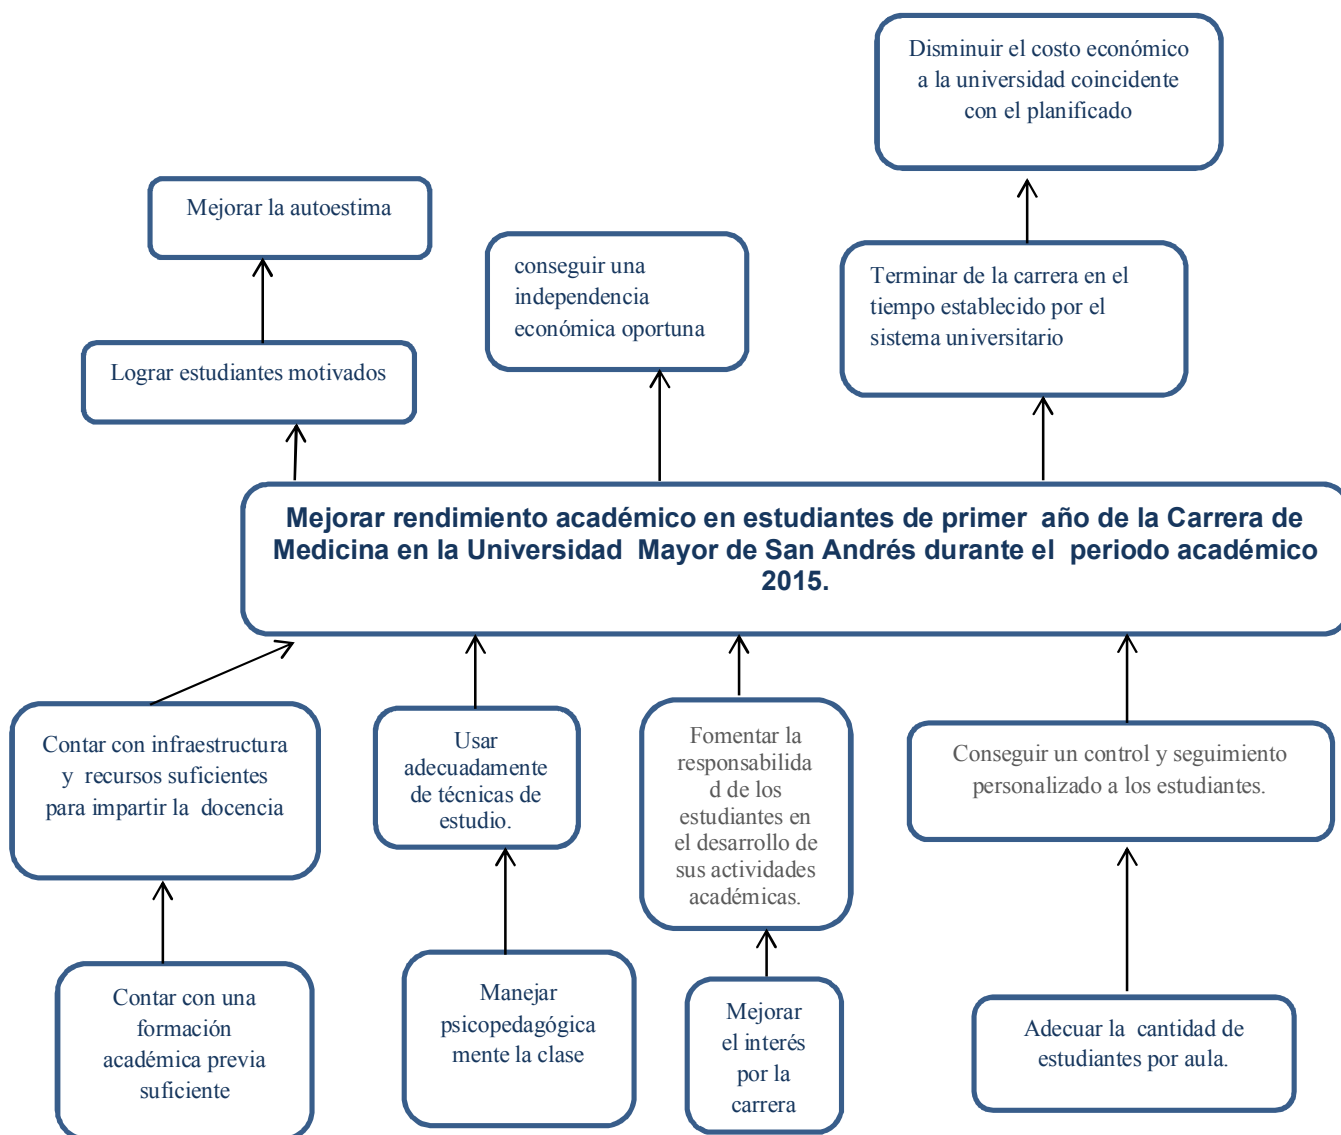 Disminuir el costo económico
a la universidad coincidente
con el planificado
Mejorar la autoestima
conseguir una
independencia
económica oportuna
Terminar de la carrera en el
tiempo establecido por el
sistema universitario
Lograr estudiantes motivados
Mejorar rendimiento académico en estudiantes de primer año de la Carrera de
Medicina en la Universidad Mayor de San Andrés durante el periodo académico
2015.
Contar con infraestructura
y recursos suficientes
para impartir la docencia
Usar
adecuadamente
de técnicas de
estudio.
Fomentar la
responsabilida
d de los
estudiantes en
el desarrollo de
sus actividades
académicas.
Conseguir un control y seguimiento
personalizado a los estudiantes.
Contar con una
formación
académica previa
suficiente
Manejar
psicopedagógica
mente la clase
Mejorar
el interés
por la
carrera
Adecuar la cantidad de
estudiantes por aula.